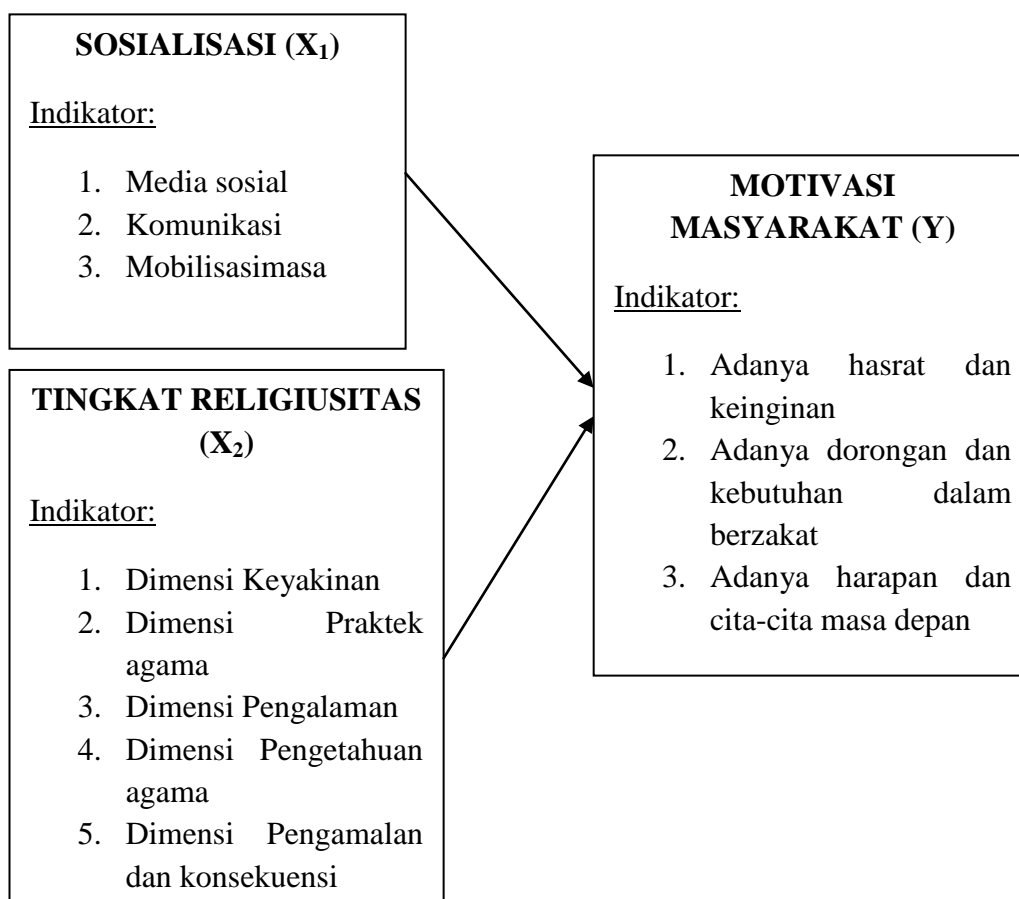 SOSIALISASI (X₁)
Indikator:
1. Media sosial
2. Komunikasi
3. Mobilisasimasa
TINGKAT RELIGIUSITAS
(X₂)
Indikator:
1. Dimensi Keyakinan
2. Dimensi Praktek
agama
3. Dimensi Pengalaman
4. Dimensi Pengetahuan
agama
5. Dimensi Pengamalan
dan konsekuensi
MOTIVASI
MASYARAKAT (Y)
Indikator:
1. Adanya hasrat dan
keinginan
2. Adanya dorongan dan
kebutuhan dalam
berzakat
3. Adanya harapan dan
cita-cita masa depan